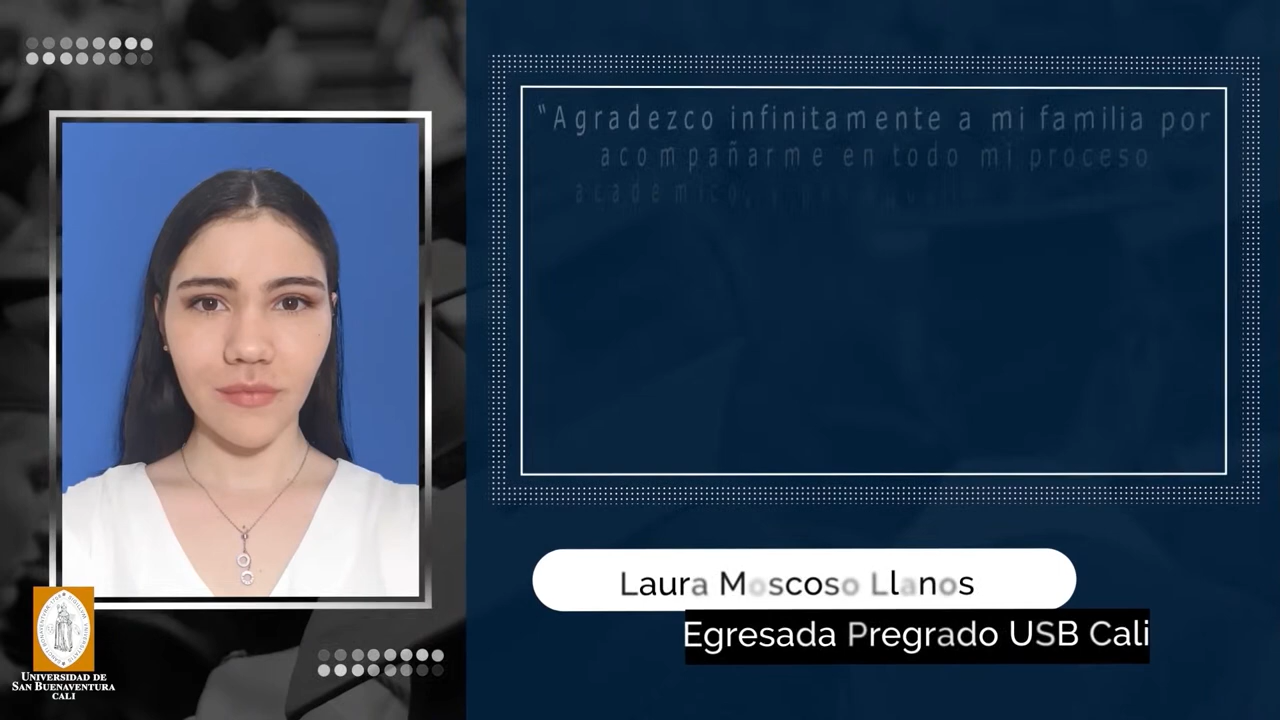 "Agradezco infinitamente a mi familia por
acompañarme en todo mi proceso
académico,
Laura Moscoso Llanos
Egresada Pregrado USB Cali
UNIVERSIDAD DE
SAN BUENAVENTURA
CALI